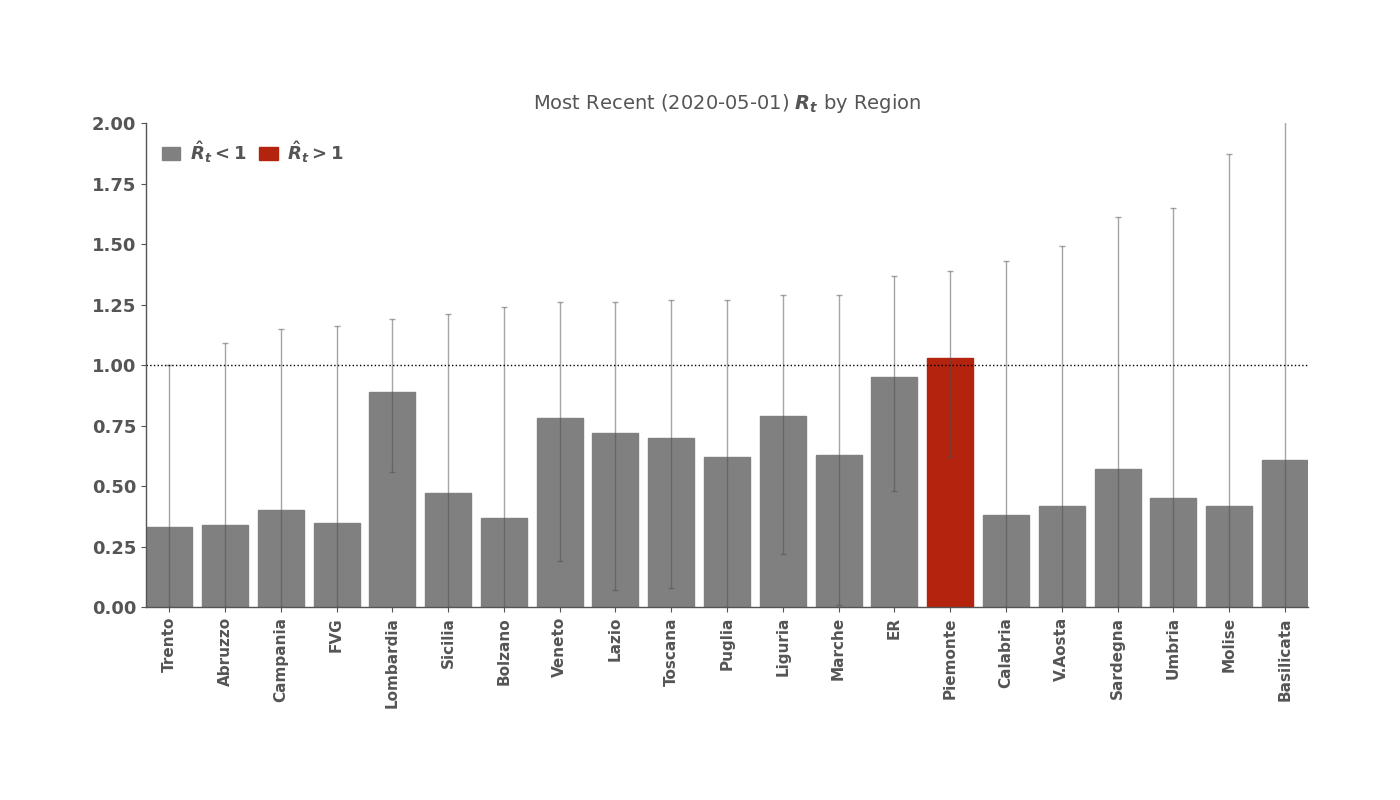 Most Recent (2020-05-01) R_t by Region
2.00
R̂_t < 1 R̂_t > 1
1.75
1.50
1.25
1.00
0.75
0.50
0.25
0.00
Trento
Abruzzo
Campania
FVG
Lombardia
Sicilia
Bolzano
Veneto
Lazio
Toscana
Puglia
Liguria
Marche
ER
Piemonte
Calabria
V.Aosta
Sardegna
Umbria
Molise
Basilicata